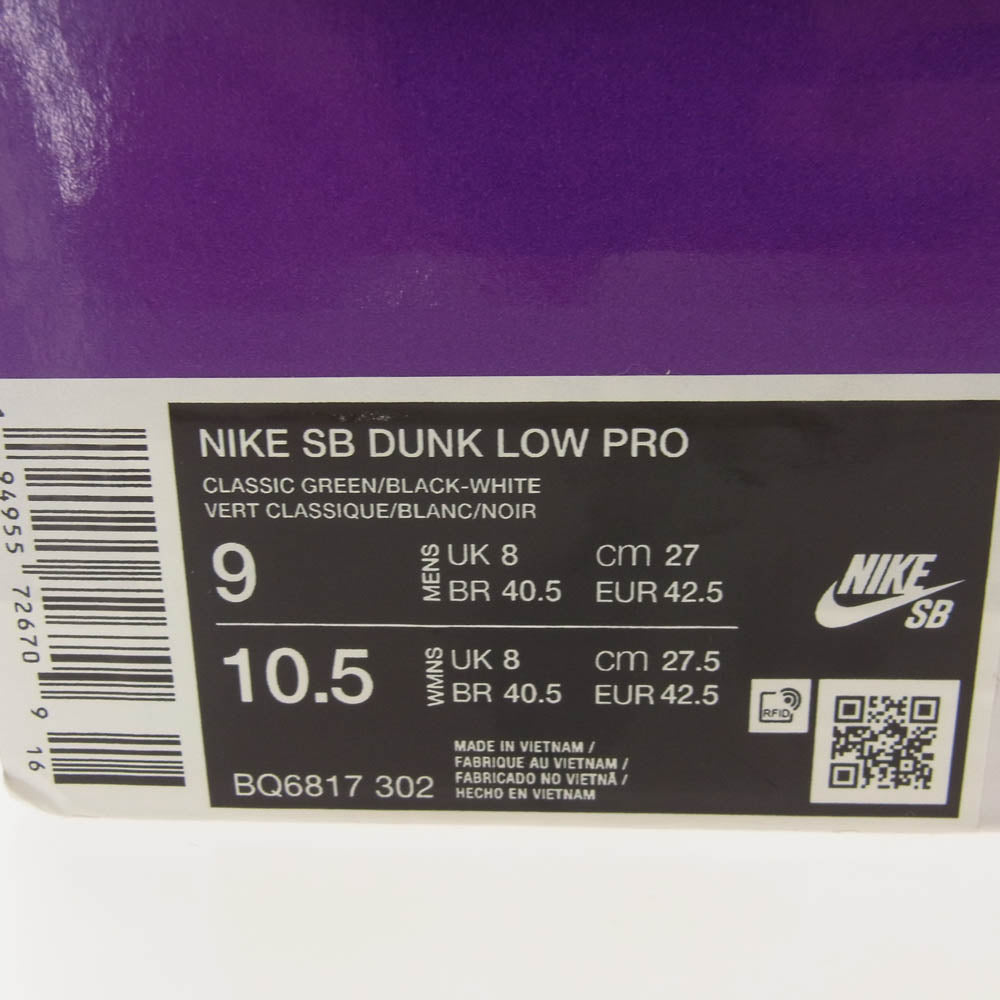 NIKE SB DUNK LOW PRO
CLASSIC GREEN/BLACK-WHITE
VERT CLASSIQUE/BLANC/NOIR
9 MENS UK 8 cm 27
BR 40.5 EUR 42.5
10.5 WMNS UK 8 cm 27.5
BR 40.5 EUR 42.5
NIKE
SB
RFID
BQ6817 302
MADE IN VIETNAM /
FABRIQUE AU VIETNAM /
FABRICADO NO VIETNÃ /
HECHO EN VIETNAM
1 94955 72670 9 16